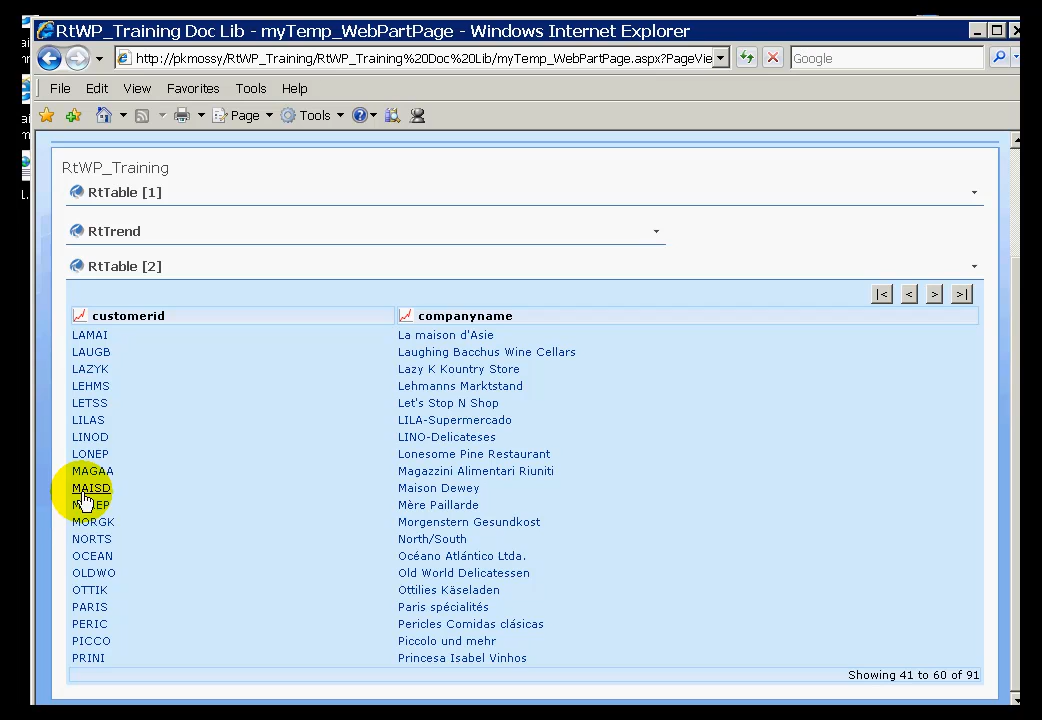 RtWP_Training Doc Lib - myTemp_WebPartPage - Windows Internet Explorer
http://pkmossy/RtWP_Training/RtWP_Training%20Doc%20Lib/myTemp_WebPartPage.aspx?PageVie
Google
File Edit View Favorites Tools Help
Page Tools
RtWP_Training
RtTable [1]
RtTrend
RtTable [2]
|< < > >|
customerid companyname
LAMAI La maison d'Asie
LAUGB Laughing Bacchus Wine Cellars
LAZYK Lazy K Kountry Store
LEHMS Lehmanns Marktstand
LETSS Let's Stop N Shop
LILAS LILA-Supermercado
LINOD LINO-Delicateses
LONEP Lonesome Pine Restaurant
MAGAA Magazzini Alimentari Riuniti
MAISD Maison Dewey
Mère Paillarde
MORGK Morgenstern Gesundkost
NORTS North/South
OCEAN Océano Atlántico Ltda.
OLDWO Old World Delicatessen
OTTIK Ottilies Käseladen
PARIS Paris spécialités
PERIC Pericles Comidas clásicas
PICCO Piccolo und mehr
PRINI Princesa Isabel Vinhos
Showing 41 to 60 of 91